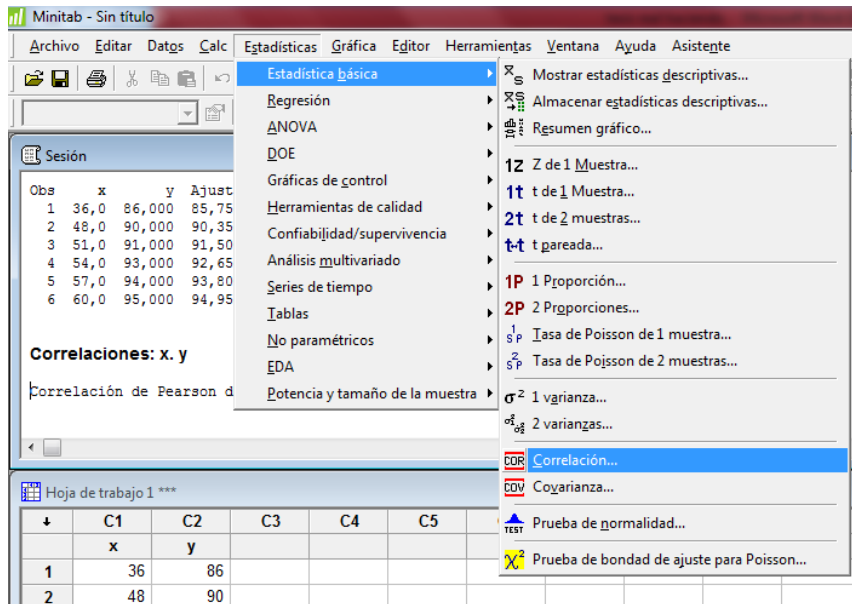 Minitab - Sin título
Archivo Editar Datos Calc Estadísticas Gráfica Editor Herramientas Ventana Ayuda Asistente
Estadística básica
Regresión
ANOVA
DOE
Gráficas de control
Herramientas de calidad
Confiabilidad/supervivencia
Análisis multivariado
Series de tiempo
Tablas
No paramétricos
EDA
Potencia y tamaño de la muestra
x̄ s Mostrar estadísticas descriptivas...
Almacenar estadísticas descriptivas...
Resumen gráfico...
1Z Z de 1 Muestra...
1t t de 1 Muestra...
2t t de 2 muestras...
t-t t pareada...
1P 1 Proporción...
2P 2 Proporciones...
Tasa de Poisson de 1 muestra...
Tasa de Poisson de 2 muestras...
σ² 1 varianza...
2 varianzas...
COR Correlación...
COV Covarianza...
TEST Prueba de normalidad...
χ² Prueba de bondad de ajuste para Poisson...
Sesión
Obs x y Ajust
1 36,0 86,000 85,75
2 48,0 90,000 90,35
3 51,0 91,000 91,50
4 54,0 93,000 92,65
5 57,0 94,000 93,80
6 60,0 95,000 94,95
Correlaciones: x. y
Correlación de Pearson d
Hoja de trabajo 1 ***
C1 C2 C3 C4 C5
x y
1 36 86
2 48 90